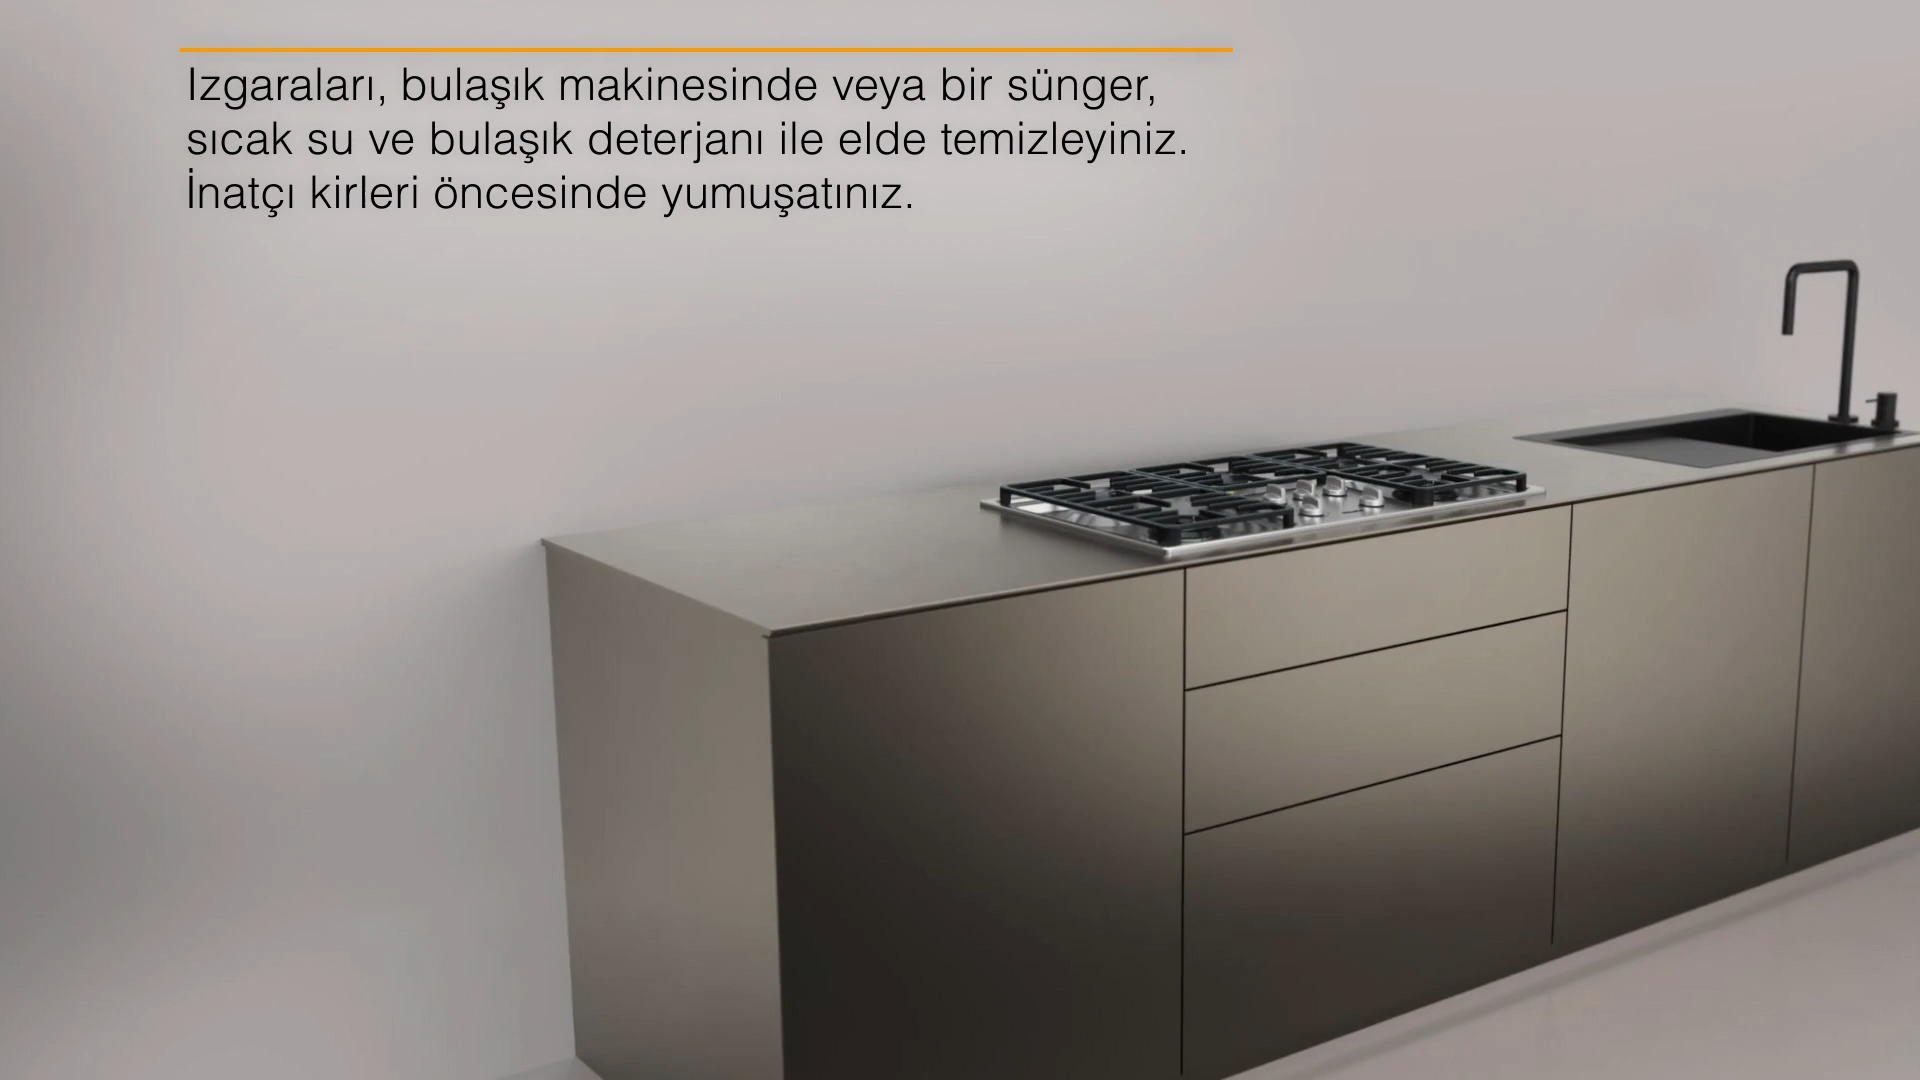 Izgaraları, bulaşık makinesinde veya bir sünger,
sıcak su ve bulaşık deterjanı ile elde temizleyiniz.
İnatçı kirleri öncesinde yumuşatınız.